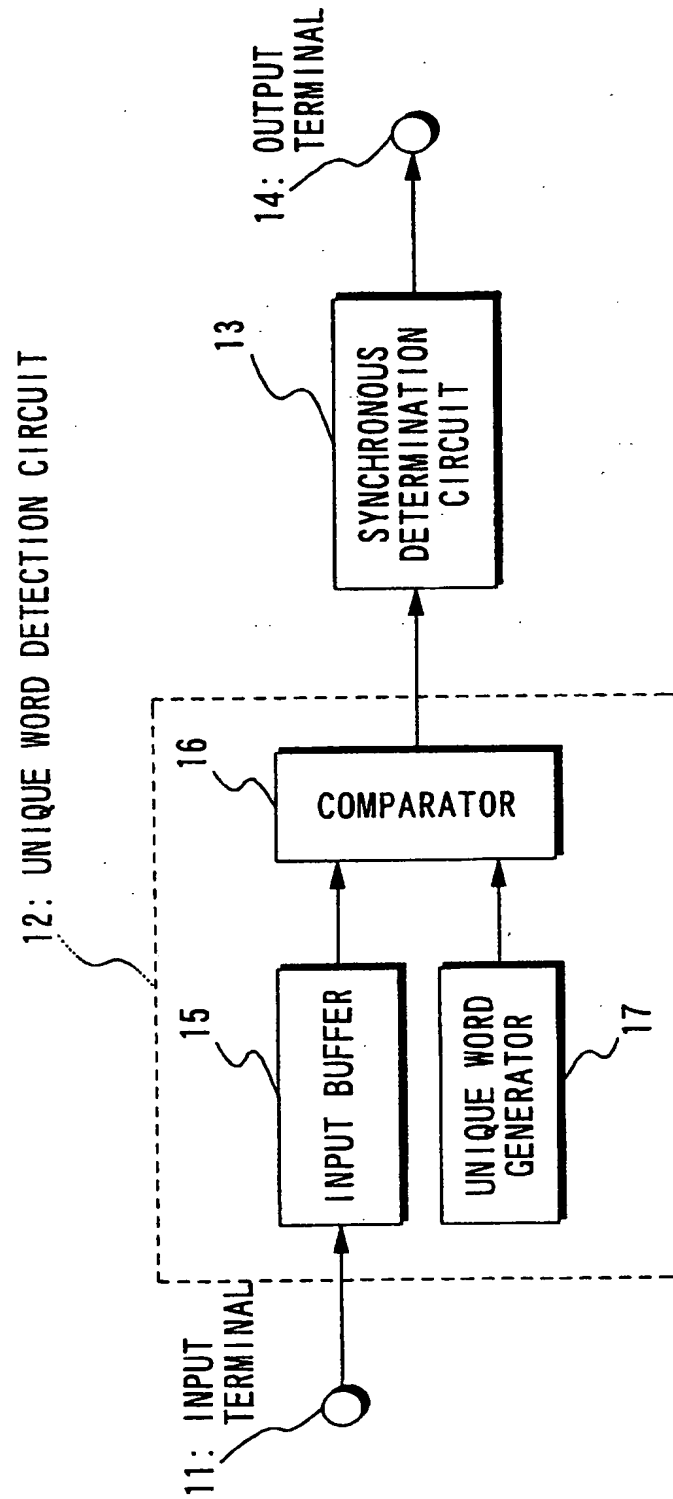 12: UNIQUE WORD DETECTION CIRCUIT
11: INPUT
TERMINAL
15
INPUT BUFFER
UNIQUE WORD
GENERATOR
17
16
COMPARATOR
13
SYNCHRONOUS
DETERMINATION
CIRCUIT
14: OUTPUT
TERMINAL